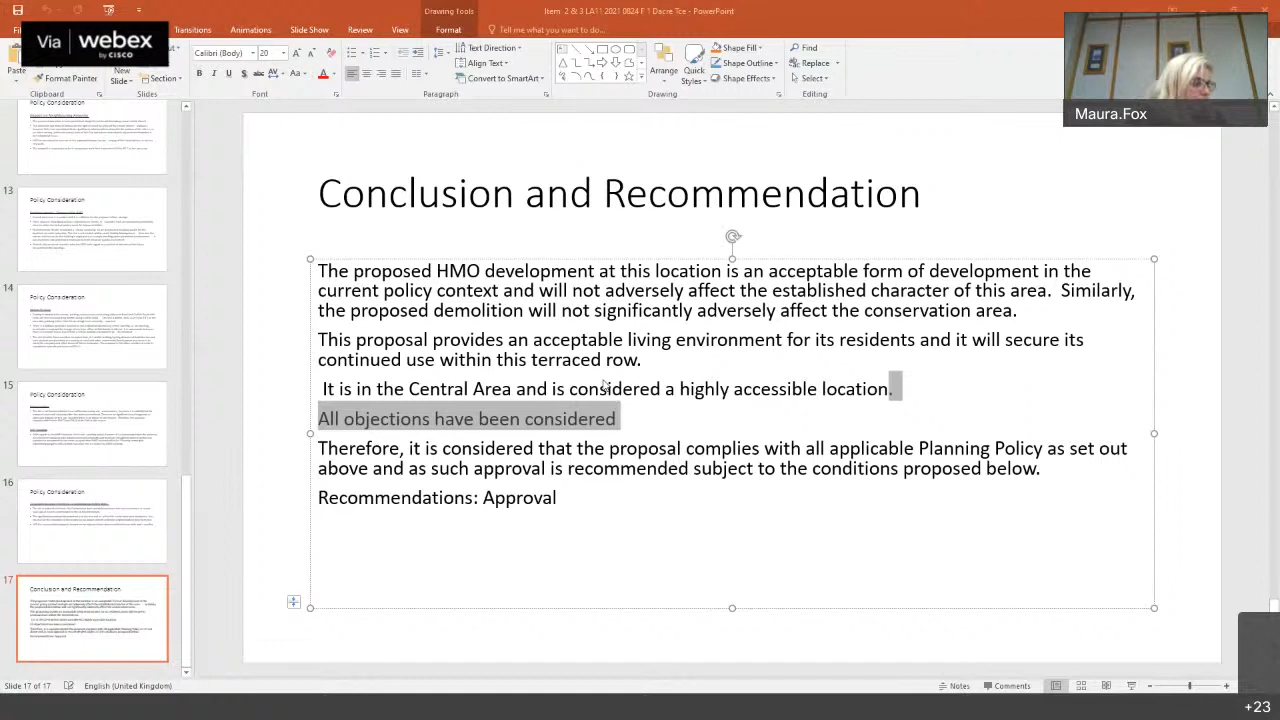 Drawing Tools
Item: 2 & 3 LA11 2021 0824 F 1 Dacre Tce - PowerPoint
Via webex
by CISCO
Transitions Animations Slide Show Review View Format Tell me what you want to do...
Calibri (Body) 20
Text Direction
Align Text
Convert to SmartArt
Format Painter
New
Slide
Section
Arrange
Quick
Styles
Shape Fill
Shape Outline
Shape Effects
Find
Replace
Select
Clipboard Slides Font Paragraph Drawing Editing
Maura.Fox
Policy Consideration
13
Policy Consideration
14
Policy Consideration
15
16
Policy Consideration
17
Conclusion and Recommendation
Conclusion and Recommendation
The proposed HMO development at this location is an acceptable form of development in the
current policy context and will not adversely affect the established character of this area. Similarly,
the proposed demolition will not significantly adversely affect the conservation area.
This proposal provides an acceptable living environment for its residents and it will secure its
continued use within this terraced row.
It is in the Central Area and is considered a highly accessible location.
All objections have been considered
Therefore, it is considered that the proposal complies with all applicable Planning Policy as set out
above and as such approval is recommended subject to the conditions proposed below.
Recommendations: Approval
Slide 17 of 17 English (United Kingdom) Notes Comments
+23